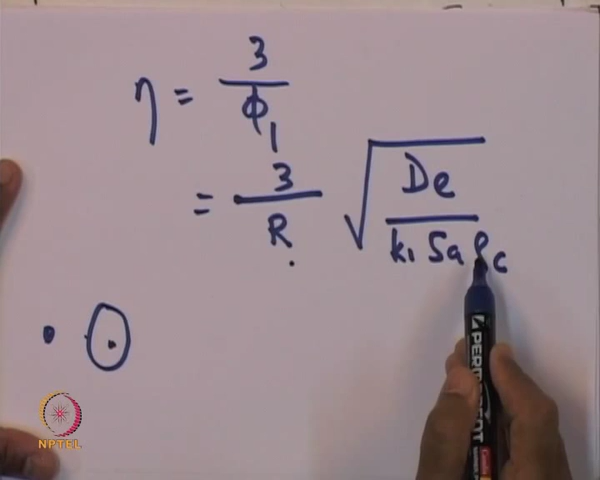 η = 3 / ϕ₁
= 3 / R √(De / k₁ Sa ρc)
PERMANENT
NPTEL